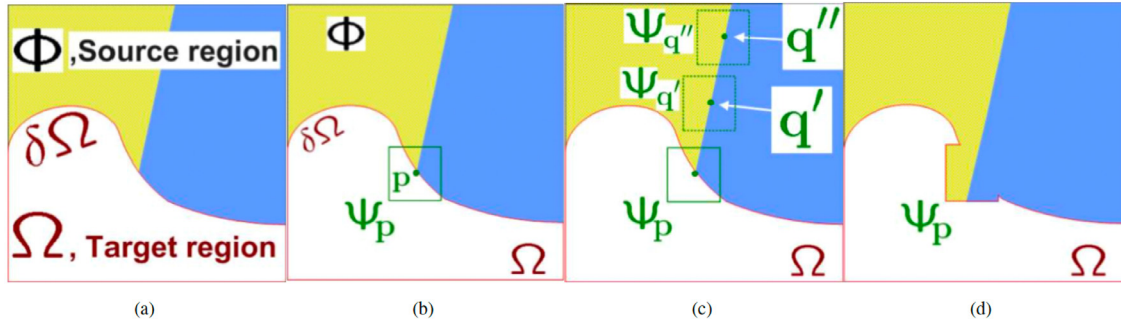 Φ ,Source region
δΩ
Ω, Target region
(a)
Φ
δΩ
p
Ψp
Ω
(b)
Ψq''
q''
Ψq'
q'
Ψp
Ω
(c)
Ψp
Ω
(d)